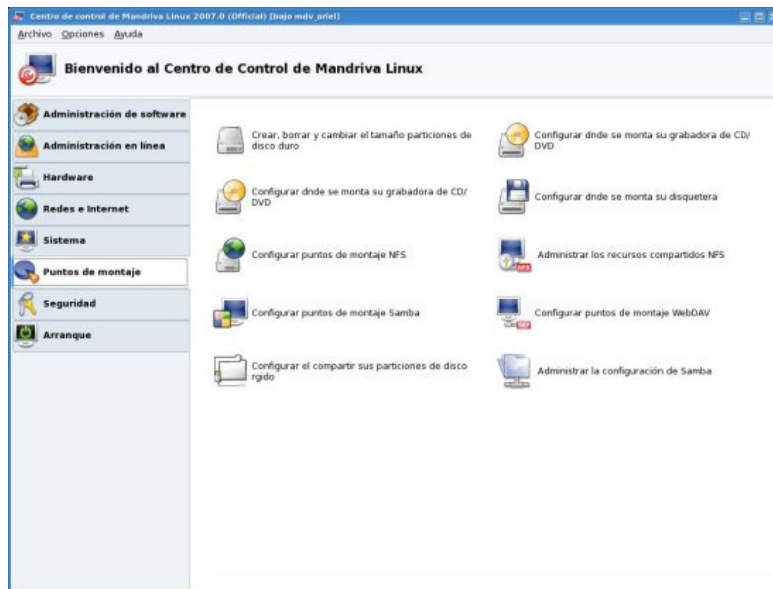 Centro de control de Mandriva Linux 2007.0 (Official) [bajo mdv_ariel]
Archivo Opciones Ayuda
Bienvenido al Centro de Control de Mandriva Linux
Administración de software
Administración en línea
Hardware
Redes e Internet
Sistema
Puntos de montaje
Seguridad
Arranque
Crear, borrar y cambiar el tamaño particiones de
disco duro
Configurar dnde se monta su grabadora de CD/
DVD
Configurar dnde se monta su grabadora de CD/
DVD
Configurar dnde se monta su disquetera
Configurar puntos de montaje NFS
Administrar los recursos compartidos NFS
Configurar puntos de montaje Samba
Configurar puntos de montaje WebDAV
Configurar el compartir sus particiones de disco
rgido
Administrar la configuración de Samba